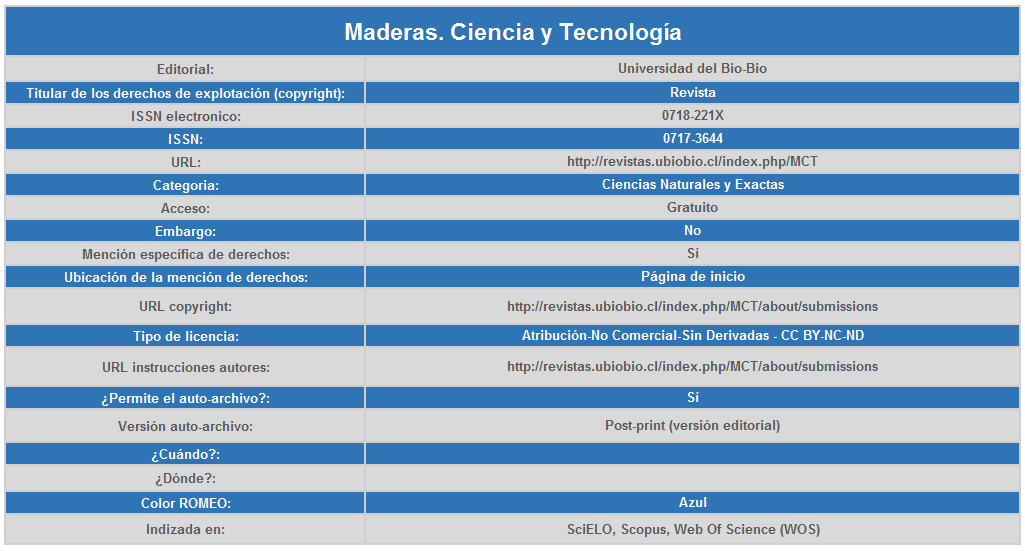 Maderas. Ciencia y Tecnología
Editorial: Universidad del Bio-Bio
Titular de los derechos de explotación (copyright): Revista
ISSN electronico: 0718-221X
ISSN: 0717-3644
URL: http://revistas.ubiobio.cl/index.php/MCT
Categoria: Ciencias Naturales y Exactas
Acceso: Gratuito
Embargo: No
Mención específica de derechos: Sí
Ubicación de la mención de derechos: Página de inicio
URL copyright: http://revistas.ubiobio.cl/index.php/MCT/about/submissions
Tipo de licencia: Atribución-No Comercial-Sin Derivadas - CC BY-NC-ND
URL instrucciones autores: http://revistas.ubiobio.cl/index.php/MCT/about/submissions
¿Permite el auto-archivo?: Sí
Versión auto-archivo: Post-print (versión editorial)
¿Cuándo?:
¿Dónde?:
Color ROMEO: Azul
Indizada en: SciELO, Scopus, Web Of Science (WOS)